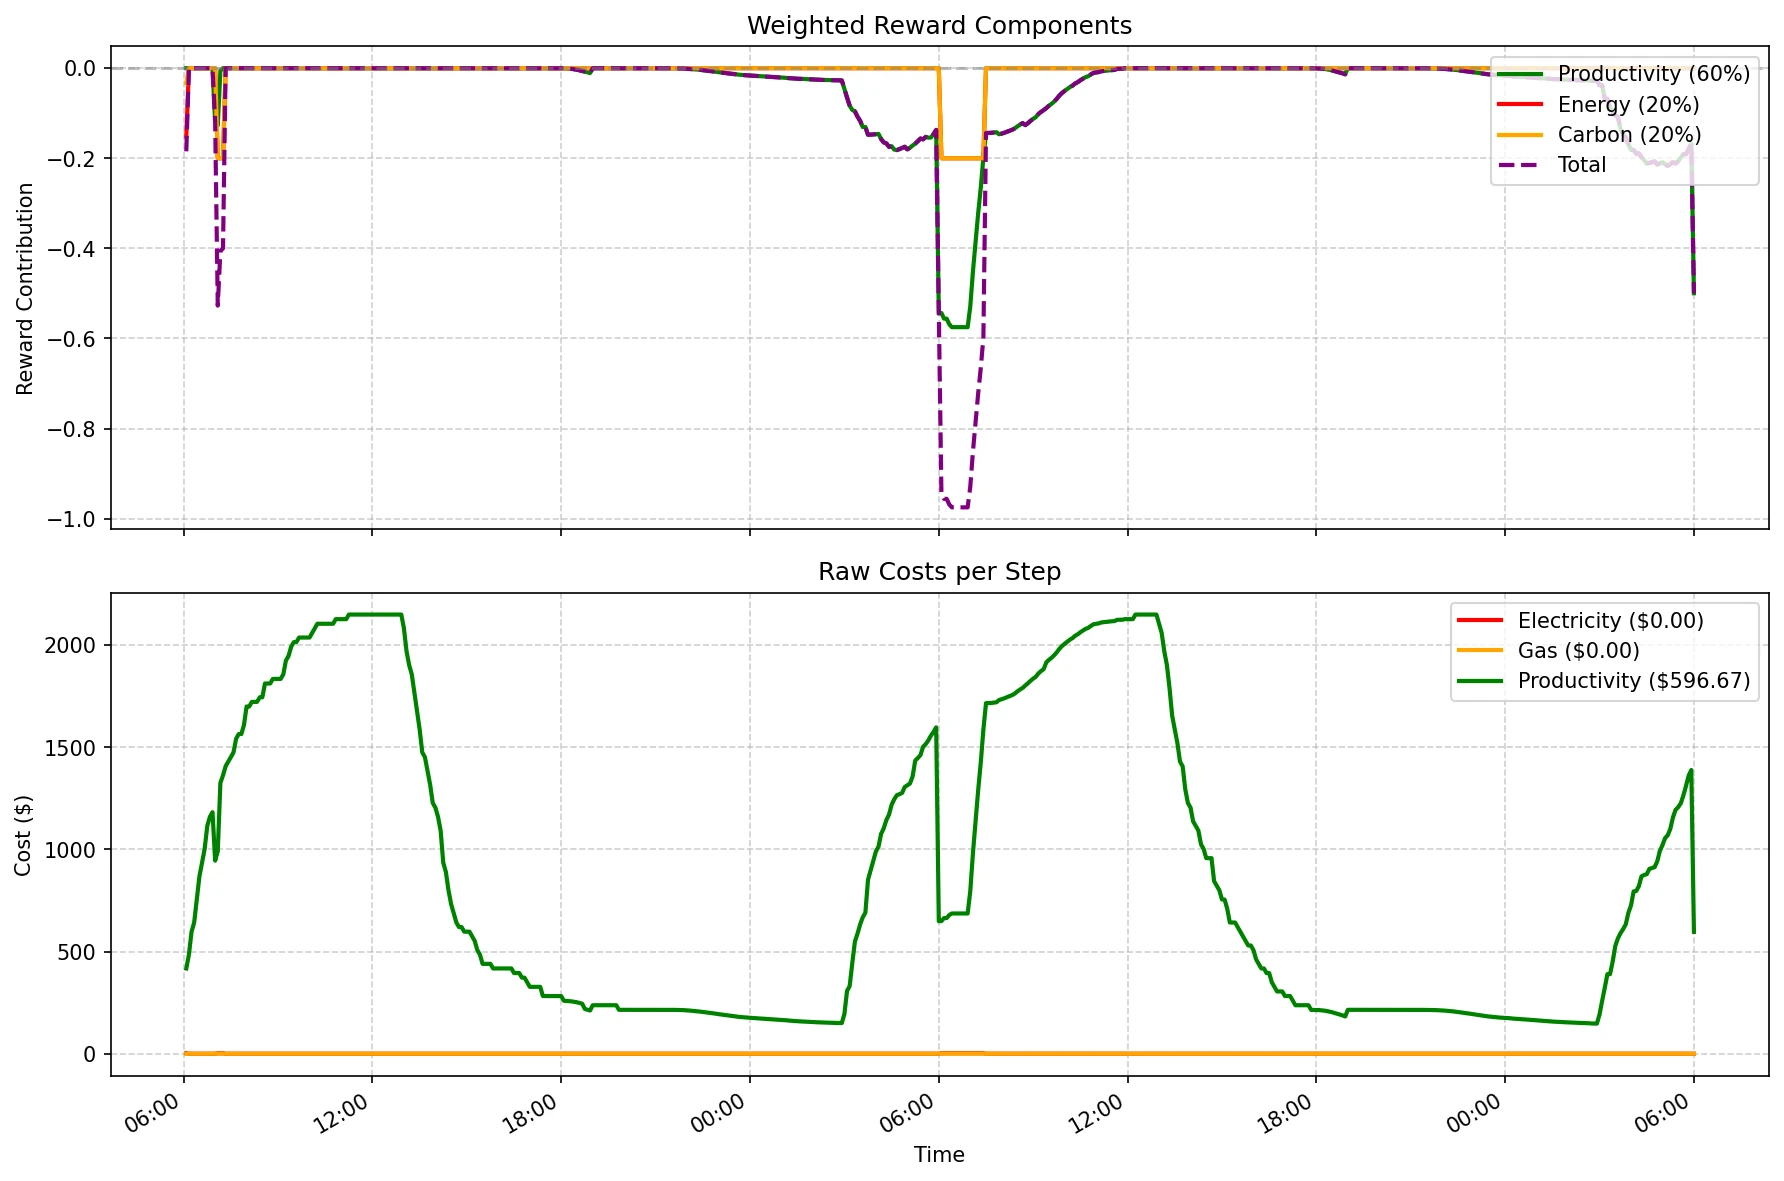 Weighted Reward Components
Reward Contribution
0.0
−0.2
−0.4
−0.6
−0.8
−1.0
Productivity (60%)
Energy (20%)
Carbon (20%)
Total
Raw Costs per Step
Cost ($)
2000
1500
1000
500
0
Electricity ($0.00)
Gas ($0.00)
Productivity ($596.67)
06:00 12:00 18:00 00:00 06:00 12:00 18:00 00:00 06:00
Time